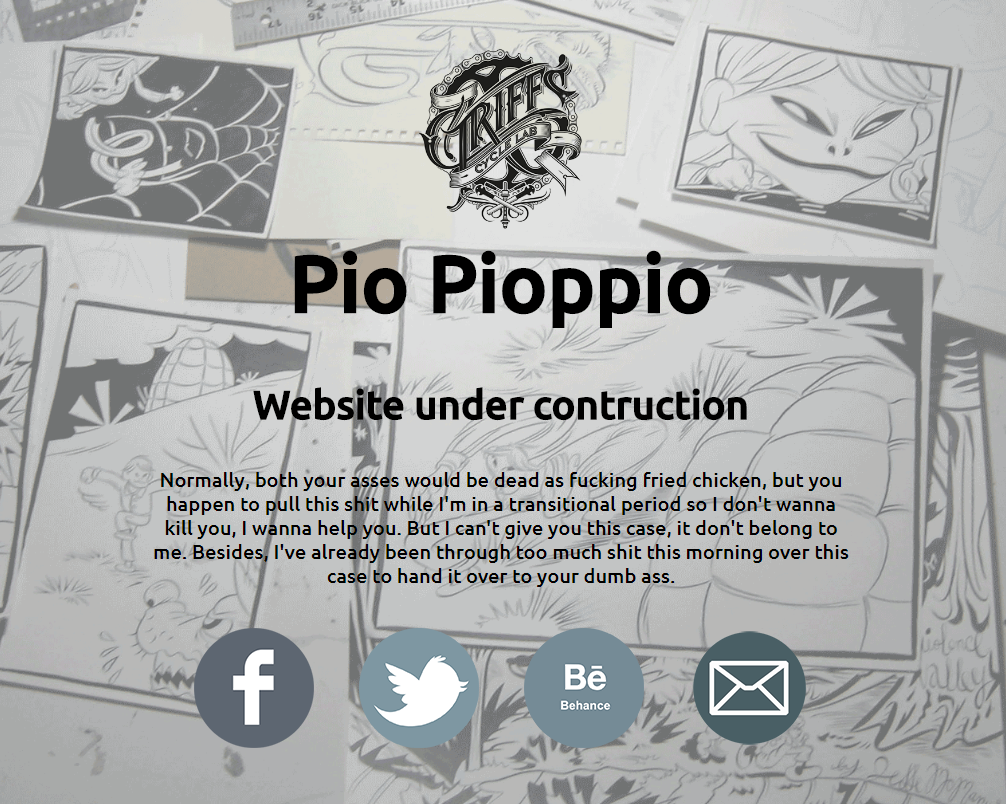 GRIFFS
CYCLE LAB
Pio Pioppio
Website under contruction
Normally, both your asses would be dead as fucking fried chicken, but you
happen to pull this shit while I'm in a transitional period so I don't wanna
kill you, I wanna help you. But I can't give you this case, it don't belong to
me. Besides, I've already been through too much shit this morning over this
case to hand it over to your dumb ass.
f
Bē
Behance